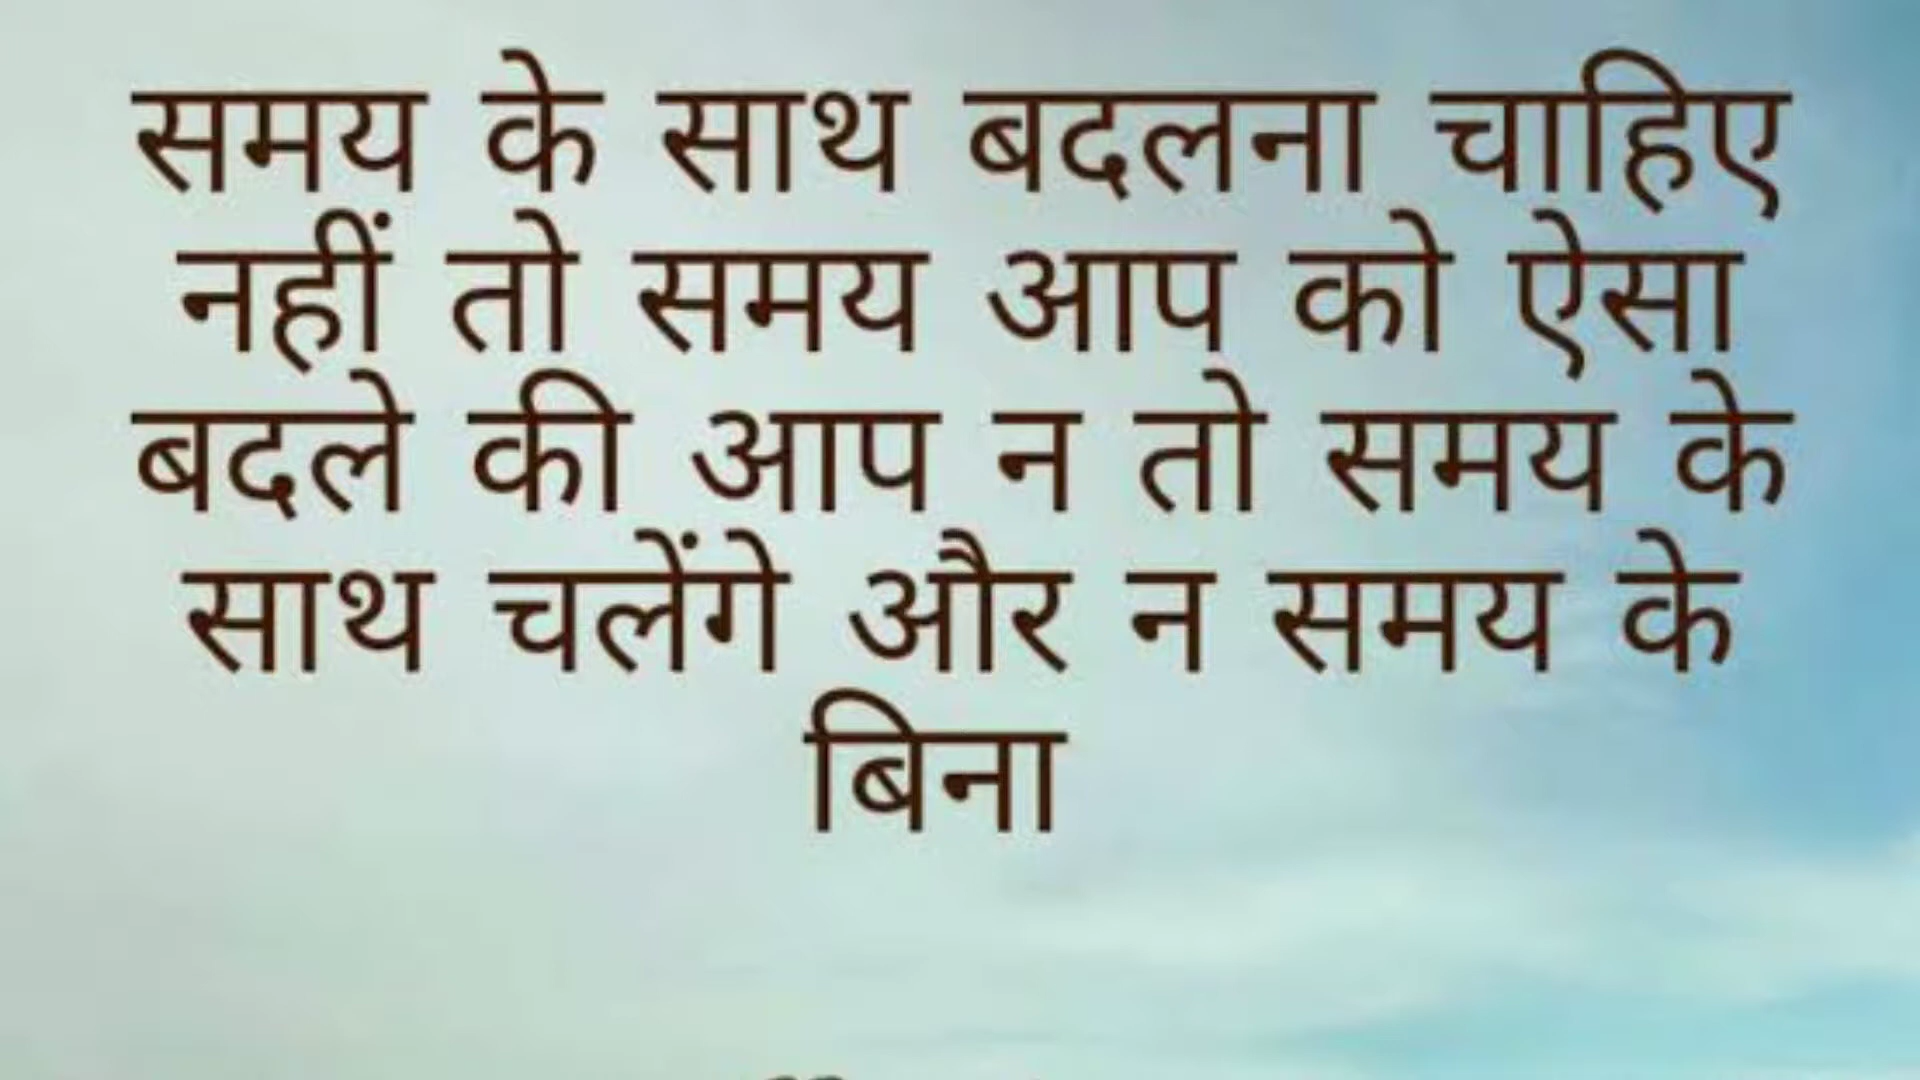 समय के साथ बदलना चाहिए
नहीं तो समय आप को ऐसा
बदले की आप न तो समय के
साथ चलेंगे और न समय के
बिना